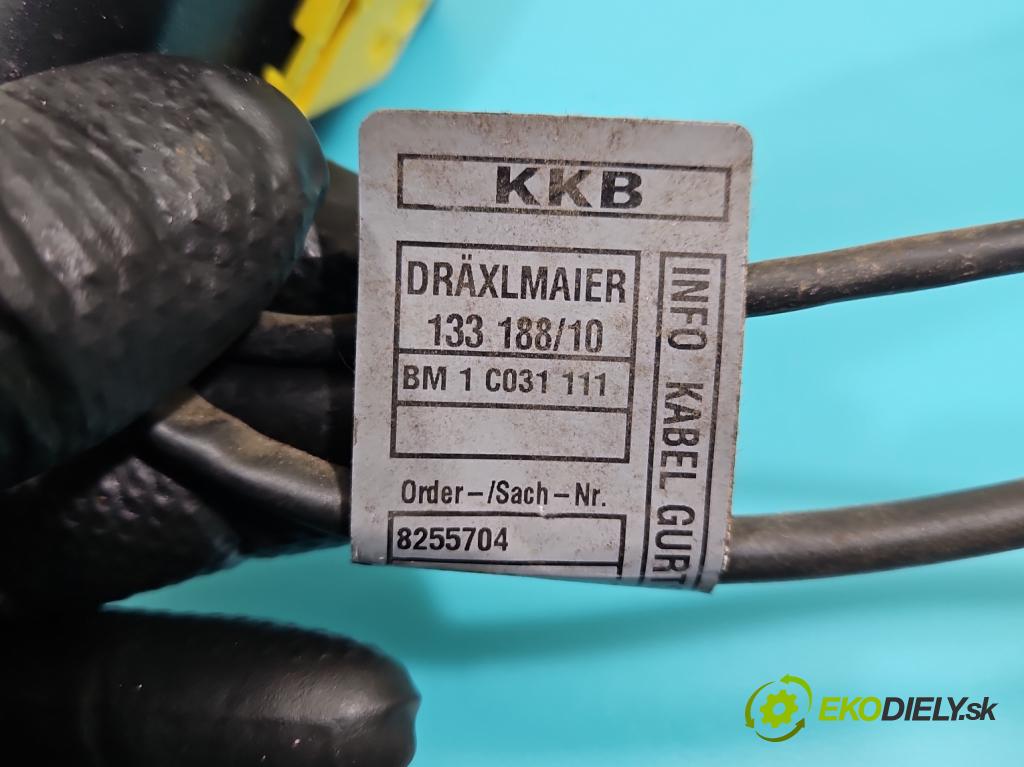 KKB
DRÄXLMAIER
133 188/10
BM 1 C031 111
Order-/Sach-Nr.
8255704
INFO KABEL GURT
EKODIELY.sk